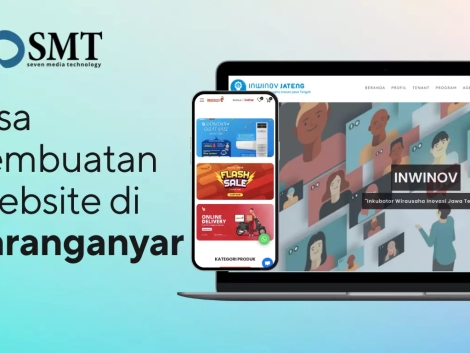 SMT
seven media technology
sa
embuatan
ebsite di
aranganyar
FLASH
SALE
ONLINE
DELIVERY
KATEGORI PRODUK
INWINOV JATENG
BERANDA PROFIL TENANT PROGRAM
INWINOV
"Inkubator Wirausaha Inovasi Jawa Te